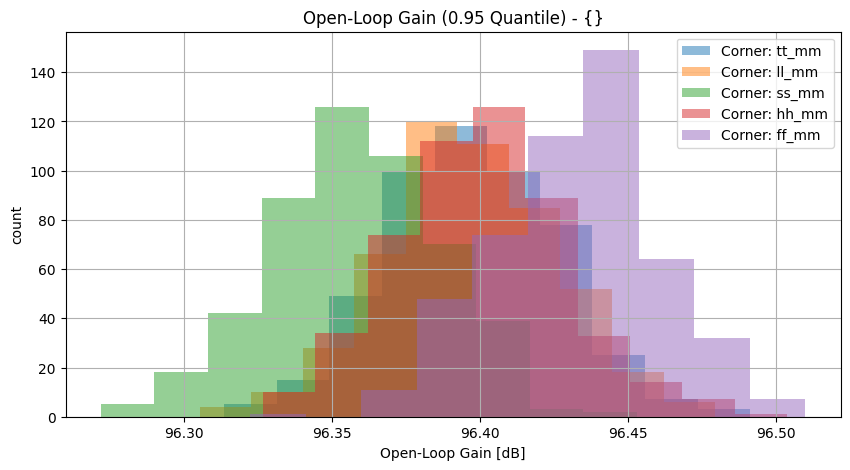 Open-Loop Gain (0.95 Quantile) - {}
Corner: tt_mm
Corner: ll_mm
Corner: ss_mm
Corner: hh_mm
Corner: ff_mm
140
120
100
80
60
40
20
0
count
96.30 96.35 96.40 96.45 96.50
Open-Loop Gain [dB]